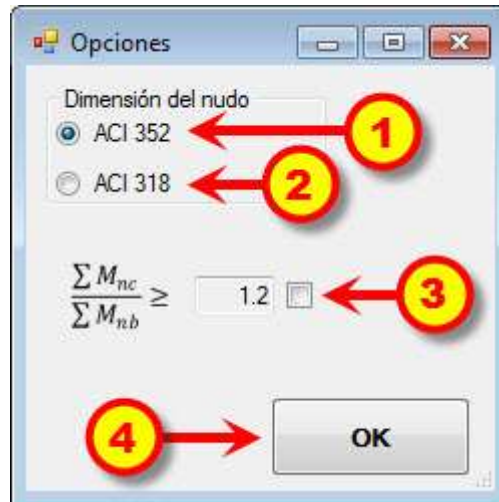 Opciones
Dimensión del nudo
ACI 352
1
ACI 318
2
∑ Mnc
∑ Mnb
≥ 1.2
3
4
OK